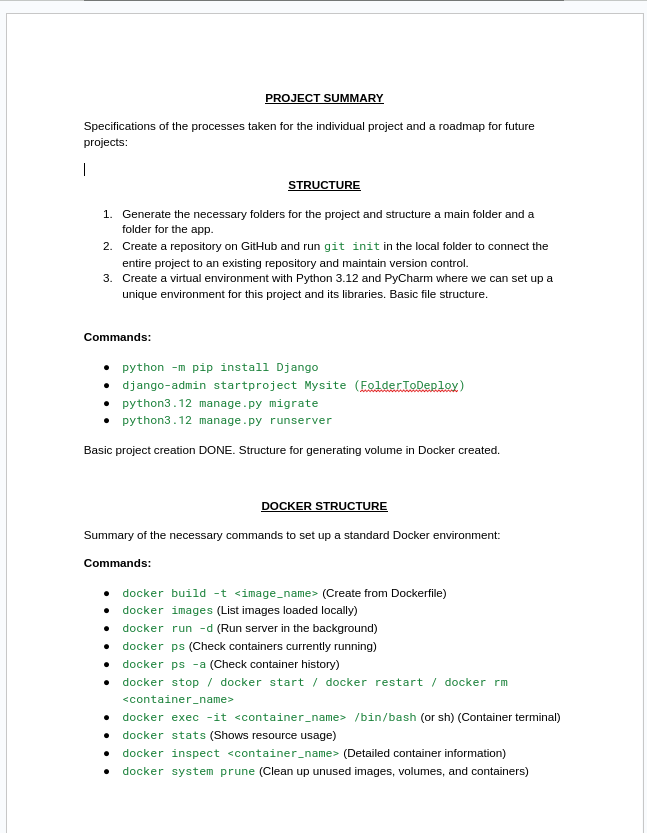 PROJECT SUMMARY
Specifications of the processes taken for the individual project and a roadmap for future
projects:
STRUCTURE
1. Generate the necessary folders for the project and structure a main folder and a
folder for the app.
2. Create a repository on GitHub and run git init in the local folder to connect the
entire project to an existing repository and maintain version control.
3. Create a virtual environment with Python 3.12 and PyCharm where we can set up a
unique environment for this project and its libraries. Basic file structure.
Commands:
● python -m pip install Django
● django-admin startproject Mysite (FolderToDeploy)
● python3.12 manage.py migrate
● python3.12 manage.py runserver
Basic project creation DONE. Structure for generating volume in Docker created.
DOCKER STRUCTURE
Summary of the necessary commands to set up a standard Docker environment:
Commands:
● docker build -t <image_name> (Create from Dockerfile)
● docker images (List images loaded locally)
● docker run -d (Run server in the background)
● docker ps (Check containers currently running)
● docker ps -a (Check container history)
● docker stop / docker start / docker restart / docker rm
<container_name>
● docker exec -it <container_name> /bin/bash (or sh) (Container terminal)
● docker stats (Shows resource usage)
● docker inspect <container_name> (Detailed container information)
● docker system prune (Clean up unused images, volumes, and containers)